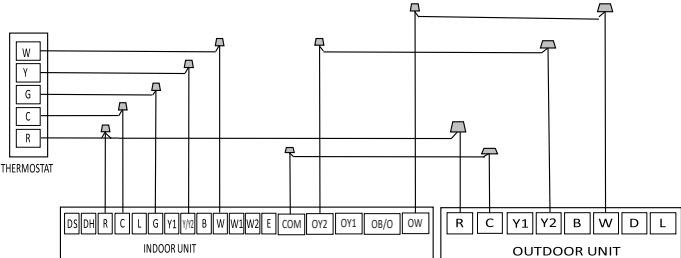 W
Y
G
C
R
THERMOSTAT
DS DH R C L G Y1 Y/Y2 B W W1 W2 E COM OY2 OY1 OB/O OW
INDOOR UNIT
R C Y1 Y2 B W D L
OUTDOOR UNIT